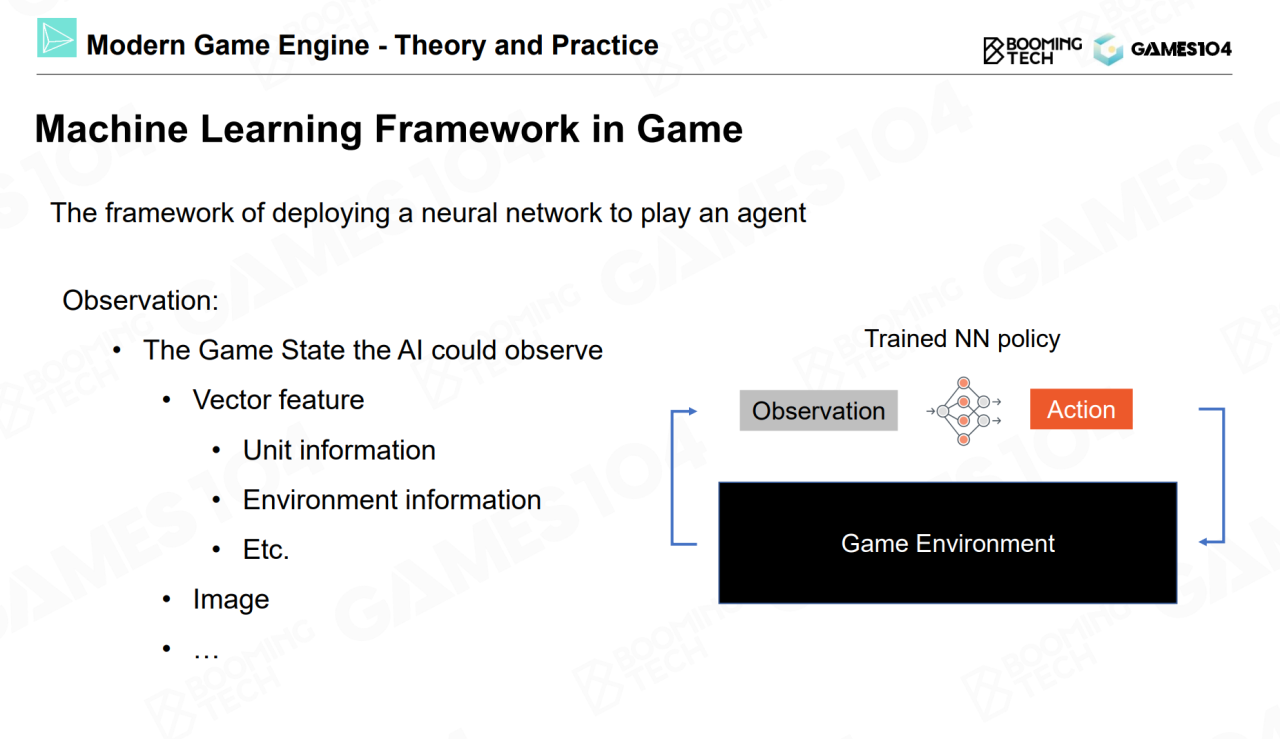 Modern Game Engine - Theory and Practice
BOOMING
TECH
GAMES104
Machine Learning Framework in Game
The framework of deploying a neural network to play an agent
Observation:
• The Game State the AI could observe
• Vector feature
• Unit information
• Environment information
• Etc.
• Image
• …
Trained NN policy
Observation
Action
Game Environment